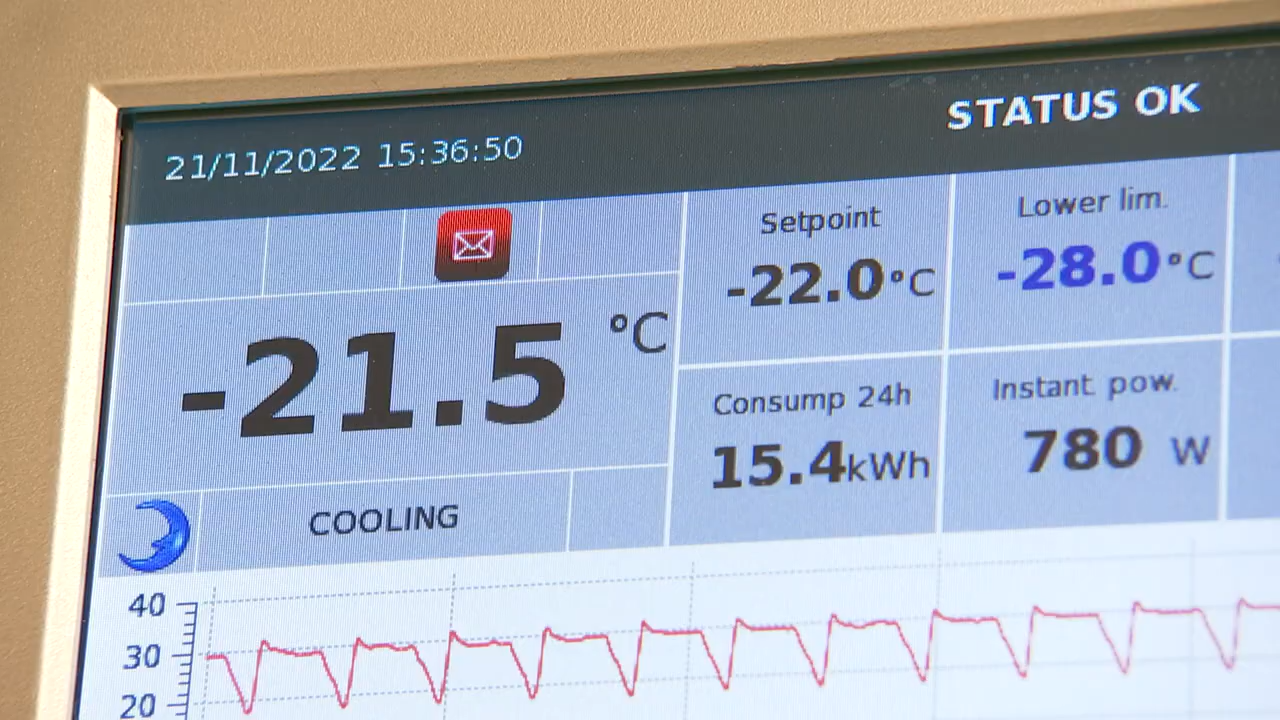 STATUS OK
21/11/2022 15:36:50
Setpoint
-22.0°C
Lower lim.
-28.0°C
-21.5 °C
Consump 24h
15.4kWh
Instant. pow.
780 W
COOLING
40
30
20